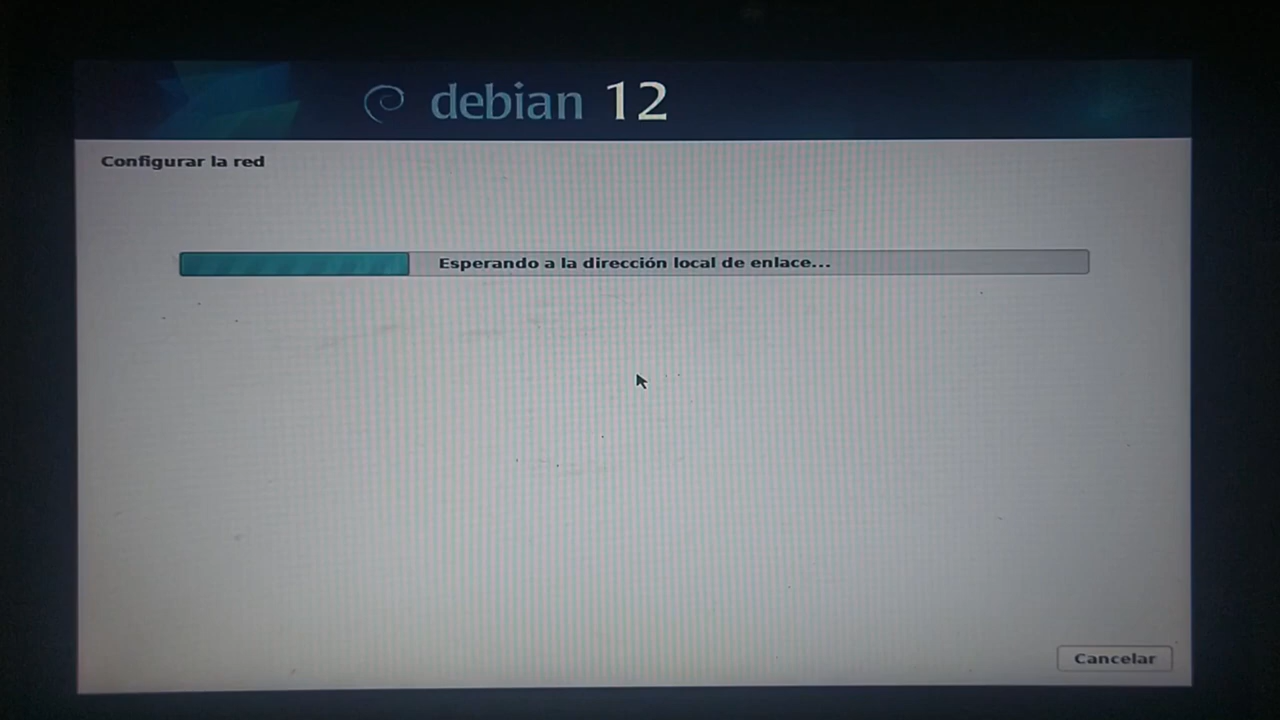 debian 12
Configurar la red
Esperando a la dirección local de enlace...
Cancelar